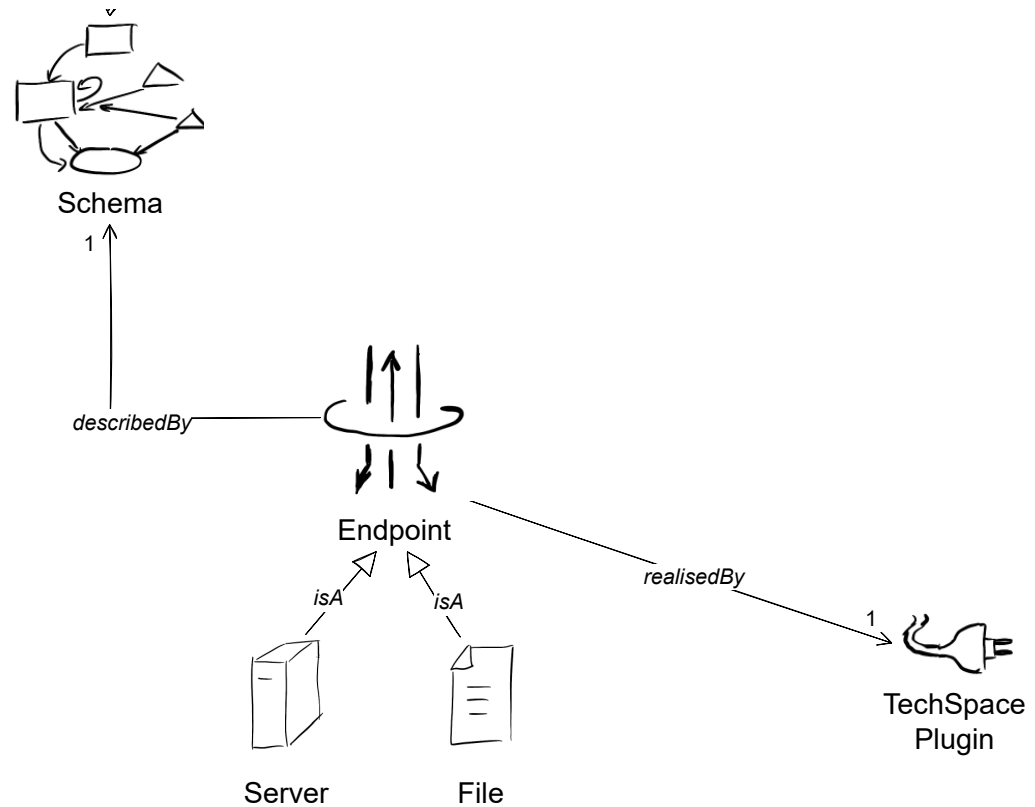 Schema
1
describedBy
Endpoint
realisedBy
isA
isA
1
TechSpace
Plugin
Server
File